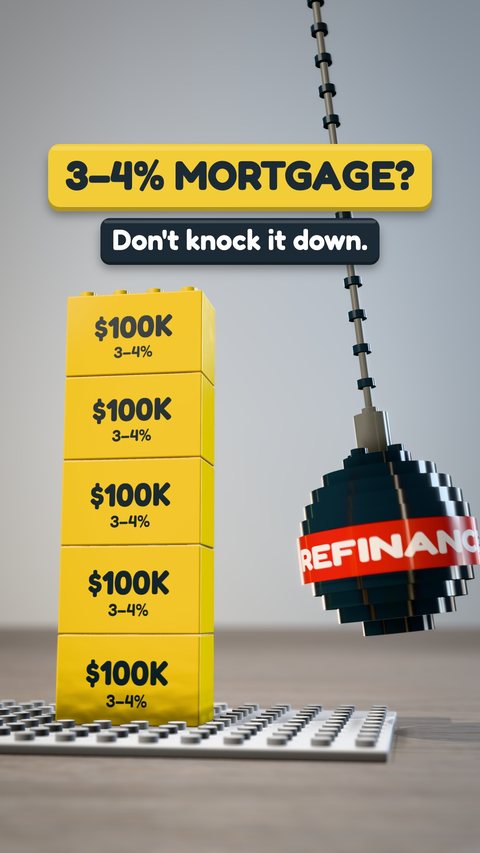 3–4% MORTGAGE?
Don't knock it down.
$100K
3–4%
$100K
3–4%
$100K
3–4%
$100K
3–4%
$100K
3–4%
REFINANC